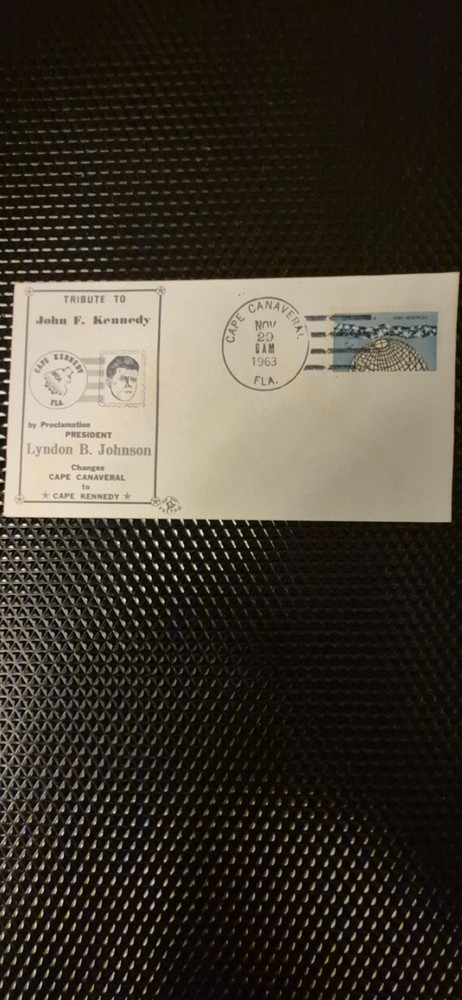 TRIBUTE TO
John F. Kennedy
CAPE KENNEDY
FLA.
by Proclamation
PRESIDENT
Lyndon B. Johnson
Changes
CAPE CANAVERAL
to
★ CAPE KENNEDY ★
CAPE CANAVERAL
NOV
29
6 AM
1963
FLA.